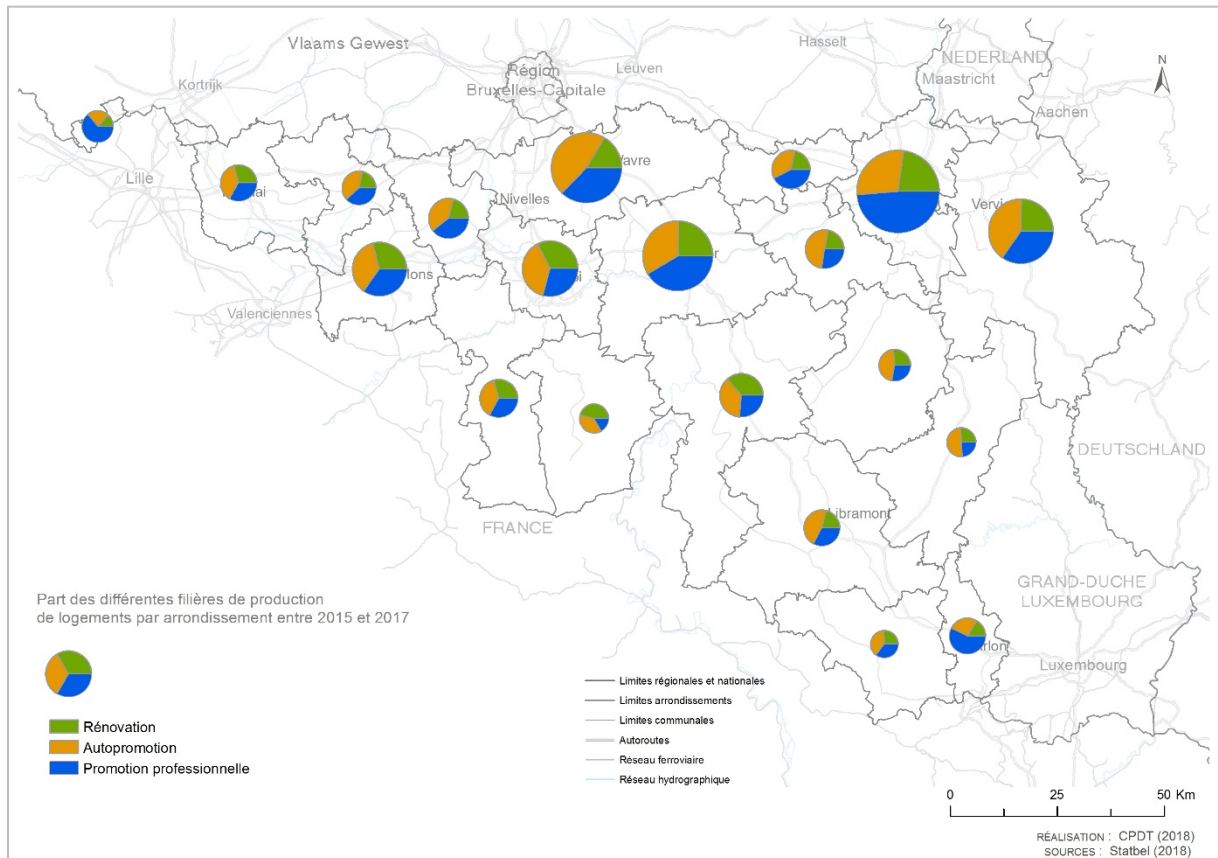 Vlaams Gewest
Hasselt
NEDERLAND
Maastricht
Leuven
Kortrijk
Région
Bruxelles-Capitale
Aachen
N
Lille
Nivelles
Valenciennes
DEUTSCHLAND
Libramont
FRANCE
GRAND-DUCHE
LUXEMBOURG
Luxembourg
Part des différentes filières de production
de logements par arrondissement entre 2015 et 2017
Rénovation
Autopromotion
Promotion professionnelle
Limites régionales et nationales
Limites arrondissements
Limites communales
Autoroutes
Réseau ferroviaire
Réseau hydrographique
0 25 50 Km
RÉALISATION : CPDT (2018)
SOURCES : Statbel (2018)